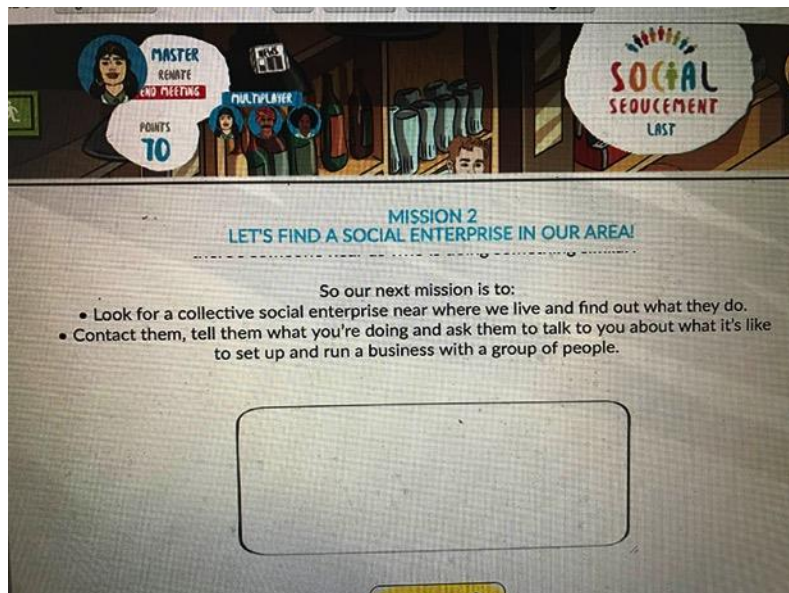 MASTER
RENATE
END MEETING
POINTS
70
NEWS
MULTIPLAYER
SOCIAL
SEDUCEMENT
LAST
MISSION 2
LET'S FIND A SOCIAL ENTERPRISE IN OUR AREA!
So our next mission is to:
• Look for a collective social enterprise near where we live and find out what they do.
• Contact them, tell them what you're doing and ask them to talk to you about what it's like
to set up and run a business with a group of people.